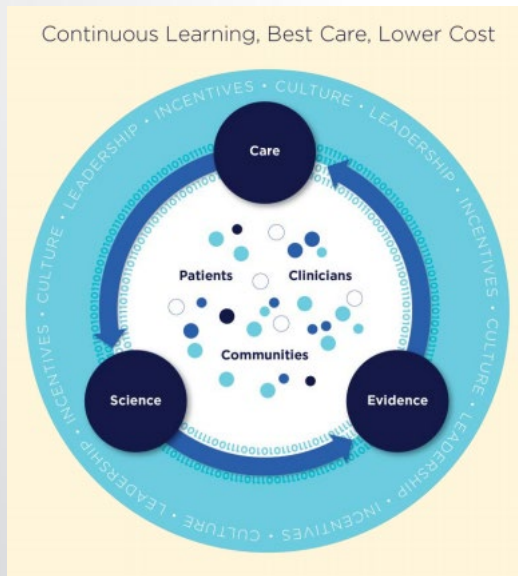 Continuous Learning, Best Care, Lower Cost
CULTURE • LEADERSHIP • INCENTIVES • CULTURE • LEADERSHIP • INCENTIVES • CULTURE • LEADERSHIP • INCENTIVES • CULTURE • LEADERSHIP • INCENTIVES •
Care
Patients Clinicians
Communities
Science Evidence